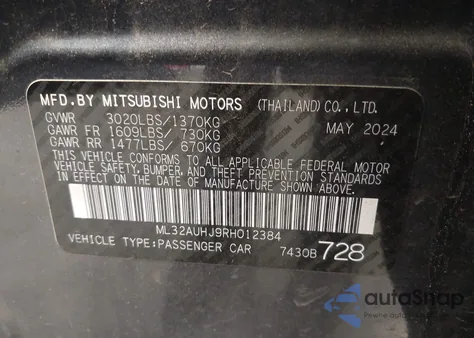 MFD.BY MITSUBISHI MOTORS (THAILAND) CO., LTD.
GVWR 3020LBS/1370KG MAY 2024
GAWR FR 1609LBS/ 730KG
GAWR RR 1477LBS/ 670KG
THIS VEHICLE CONFORMS TO ALL APPLICABLE FEDERAL MOTOR
VEHICLE SAFETY, BUMPER, AND THEFT PREVENTION STANDARDS
IN EFFECT ON THE DATE OF MANUFACTURE SHOWN ABOVE.
ML32AUHJ9RH012384
VEHICLE TYPE:PASSENGER CAR 7430B 728
autoSnap